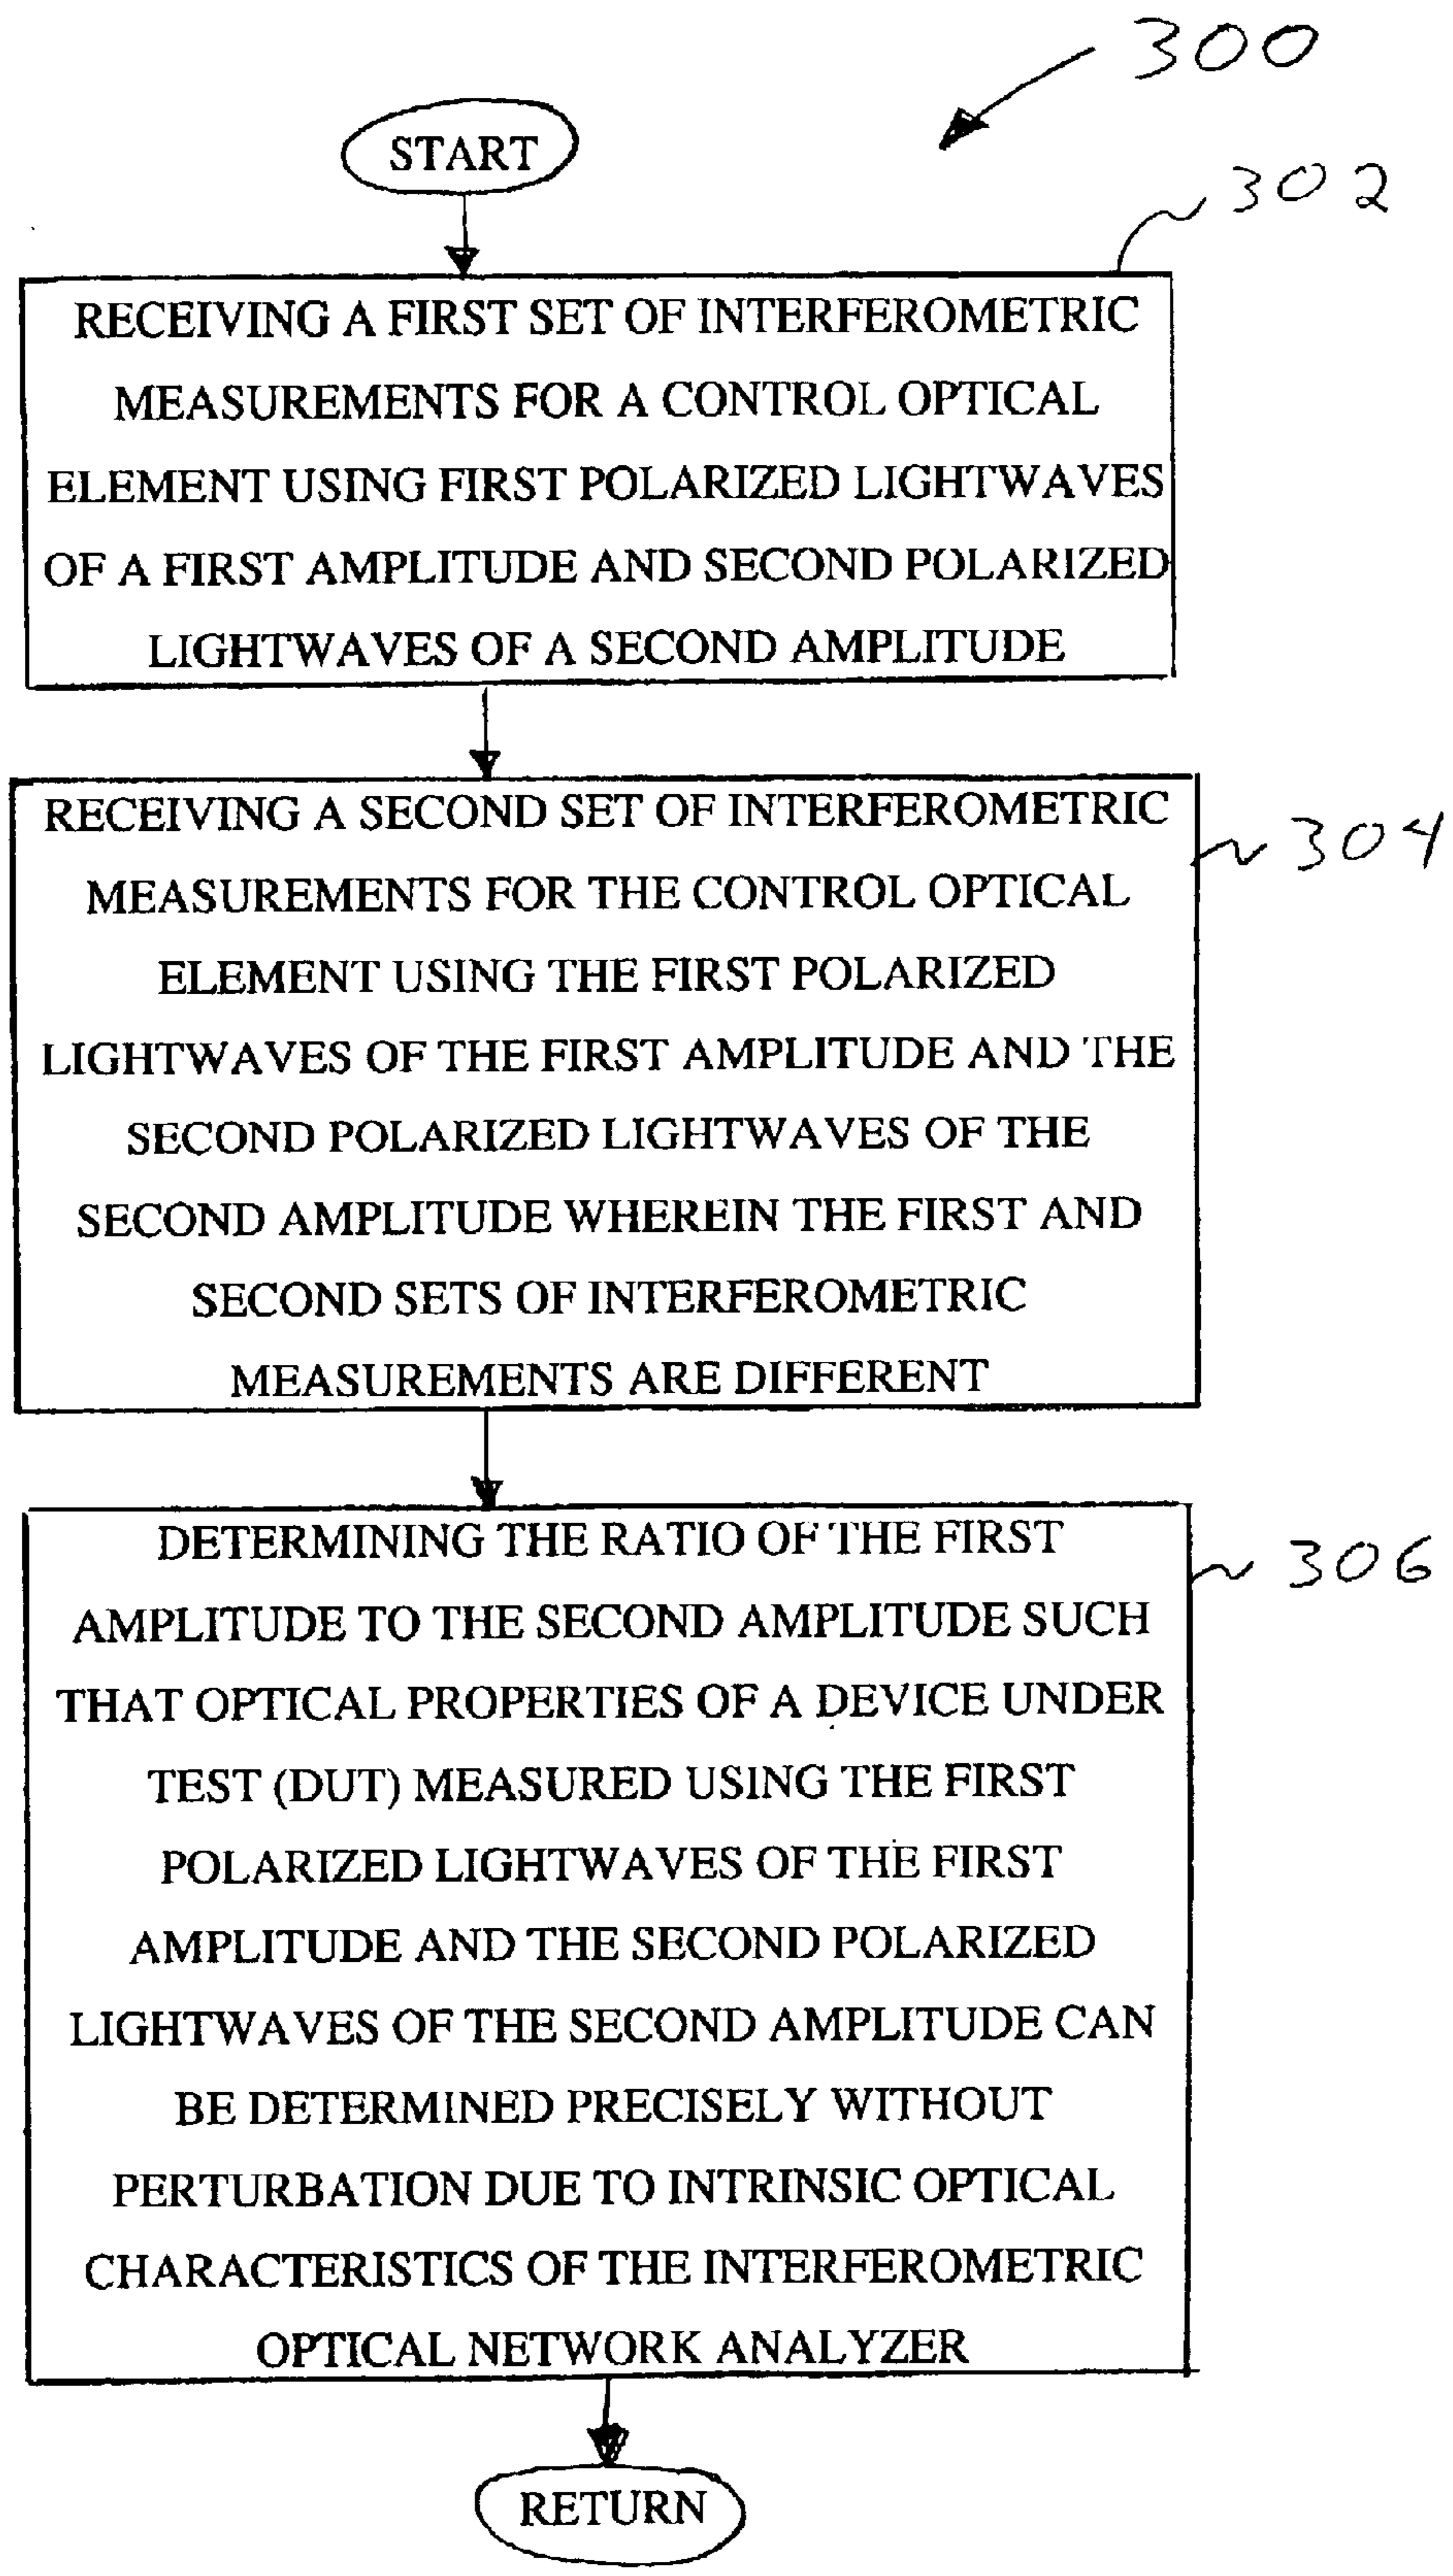 300
START
302
RECEIVING A FIRST SET OF INTERFEROMETRIC
MEASUREMENTS FOR A CONTROL OPTICAL
ELEMENT USING FIRST POLARIZED LIGHTWAVES
OF A FIRST AMPLITUDE AND SECOND POLARIZED
LIGHTWAVES OF A SECOND AMPLITUDE
RECEIVING A SECOND SET OF INTERFEROMETRIC
304
MEASUREMENTS FOR THE CONTROL OPTICAL
ELEMENT USING THE FIRST POLARIZED
LIGHTWAVES OF THE FIRST AMPLITUDE AND THE
SECOND POLARIZED LIGHTWAVES OF THE
SECOND AMPLITUDE WHEREIN THE FIRST AND
SECOND SETS OF INTERFEROMETRIC
MEASUREMENTS ARE DIFFERENT
DETERMINING THE RATIO OF THE FIRST
306
AMPLITUDE TO THE SECOND AMPLITUDE SUCH
THAT OPTICAL PROPERTIES OF A DEVICE UNDER
TEST (DUT) MEASURED USING THE FIRST
POLARIZED LIGHTWAVES OF THE FIRST
AMPLITUDE AND THE SECOND POLARIZED
LIGHTWAVES OF THE SECOND AMPLITUDE CAN
BE DETERMINED PRECISELY WITHOUT
PERTURBATION DUE TO INTRINSIC OPTICAL
CHARACTERISTICS OF THE INTERFEROMETRIC
OPTICAL NETWORK ANALYZER
RETURN